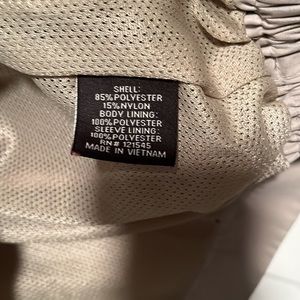 SHELL:
85%POLYESTER
15%NYLON
BODY LINING:
100%POLYESTER
SLEEVE LINING:
100%POLYESTER
RN# 121545
MADE IN VIETNAM